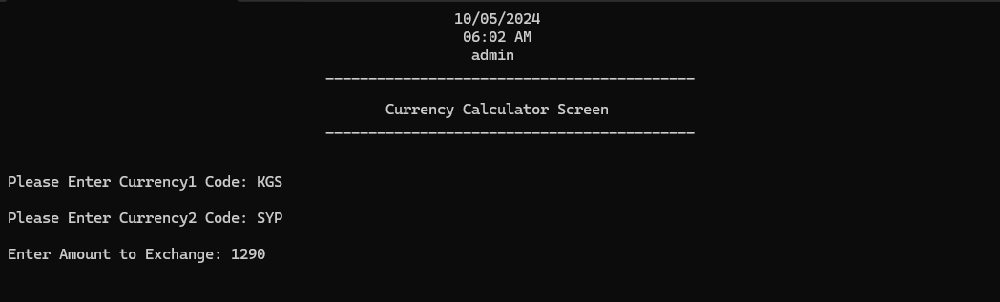 10/05/2024
06:02 AM
admin
-------------------------------------------
Currency Calculator Screen
-------------------------------------------
Please Enter Currency1 Code: KGS
Please Enter Currency2 Code: SYP
Enter Amount to Exchange: 1290